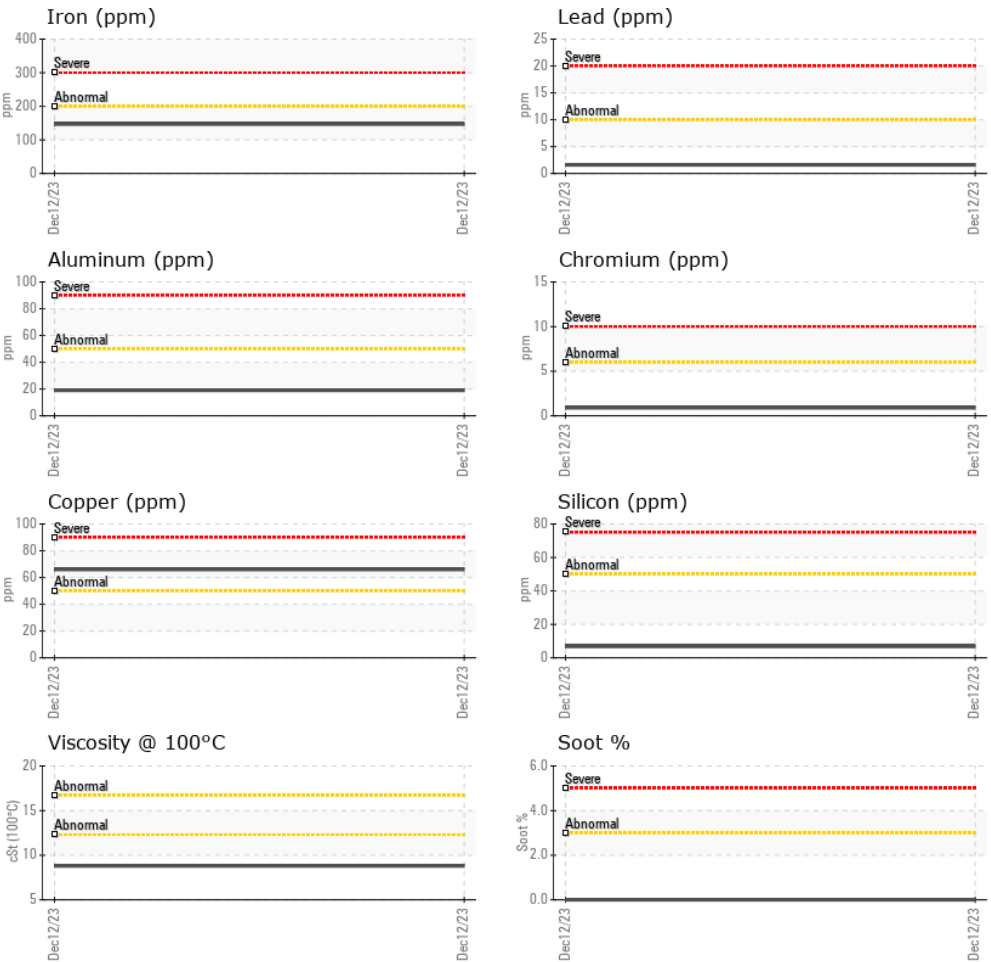 Iron (ppm)
400
300
200
100
0
ppm
Severe
Abnormal
Dec12/23
Dec12/23
Lead (ppm)
25
20
15
10
5
0
ppm
Severe
Abnormal
Dec12/23
Dec12/23
Aluminum (ppm)
100
80
60
40
20
0
ppm
Severe
Abnormal
Dec12/23
Dec12/23
Chromium (ppm)
15
10
5
0
ppm
Severe
Abnormal
Dec12/23
Dec12/23
Copper (ppm)
100
80
60
40
20
0
ppm
Severe
Abnormal
Dec12/23
Dec12/23
Silicon (ppm)
80
60
40
20
0
ppm
Severe
Abnormal
Dec12/23
Dec12/23
Viscosity @ 100°C
20
15
10
5
cSt (100°C)
Abnormal
Abnormal
Dec12/23
Dec12/23
Soot %
6.0
4.0
2.0
0.0
Soot %
Severe
Abnormal
Dec12/23
Dec12/23